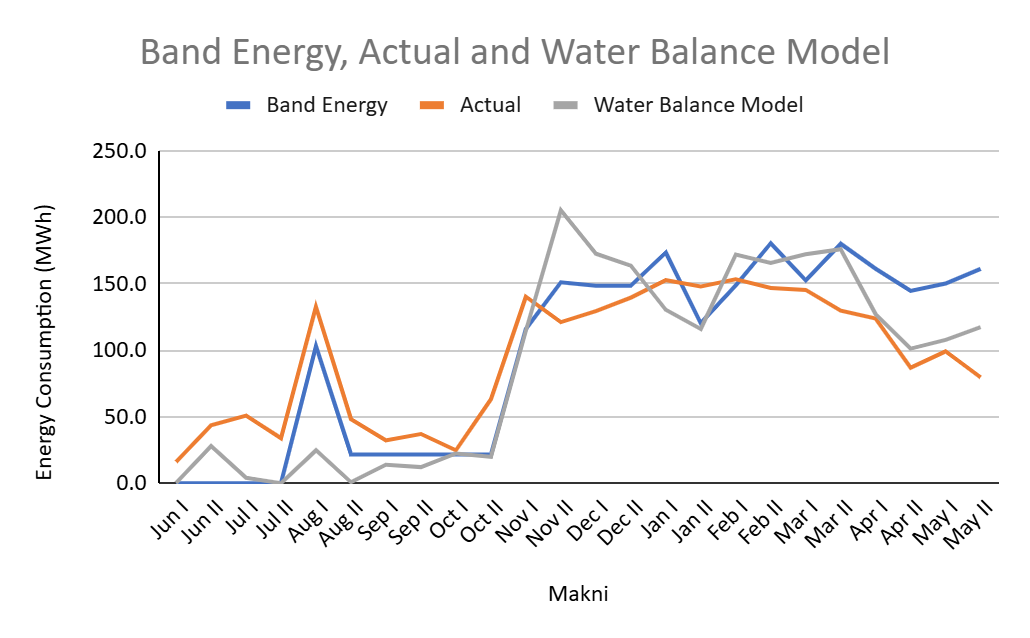 Band Energy, Actual and Water Balance Model
Band Energy Actual Water Balance Model
250.0
200.0
150.0
100.0
50.0
0.0
Energy Consumption (MWh)
Jun I Jun II Jul I Jul II Aug I Aug II Sep I Sep II Oct I Oct II Nov I Nov II Dec I Dec II Jan I Jan II Feb I Feb II Mar I Mar II Apr I Apr II May I May II
Makni